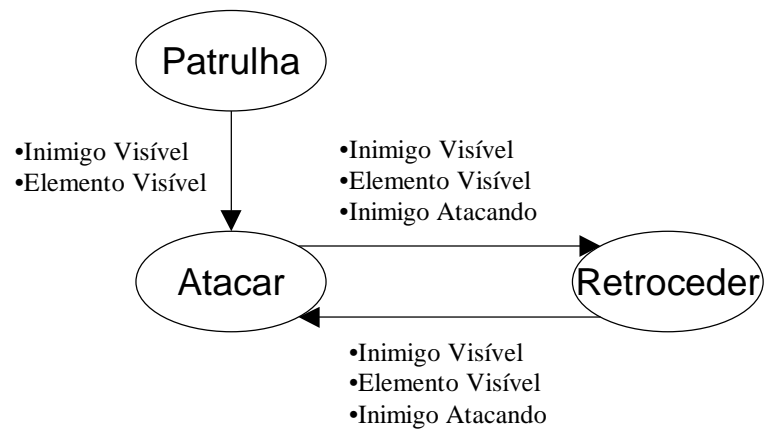 Patrulha
•Inimigo Visível
•Elemento Visível
•Inimigo Visível
•Elemento Visível
•Inimigo Atacando
Atacar
Retroceder
•Inimigo Visível
•Elemento Visível
•Inimigo Atacando